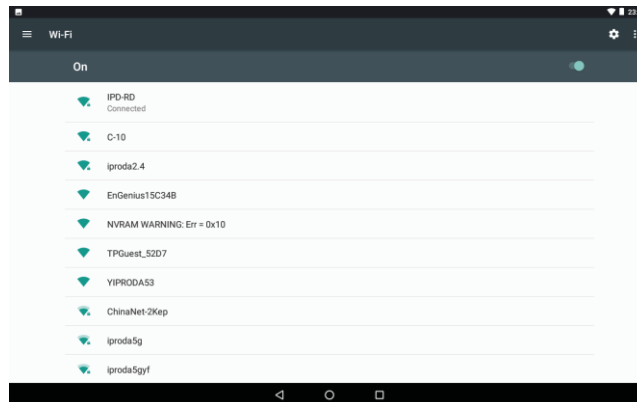 23
Wi-Fi
On
IPD-RD
Connected
C-10
iproda2.4
EnGenius15C34B
NVRAM WARNING: Err = 0x10
TPGuest_52D7
YIPRODA53
ChinaNet-2Kep
iproda5g
iproda5gyf